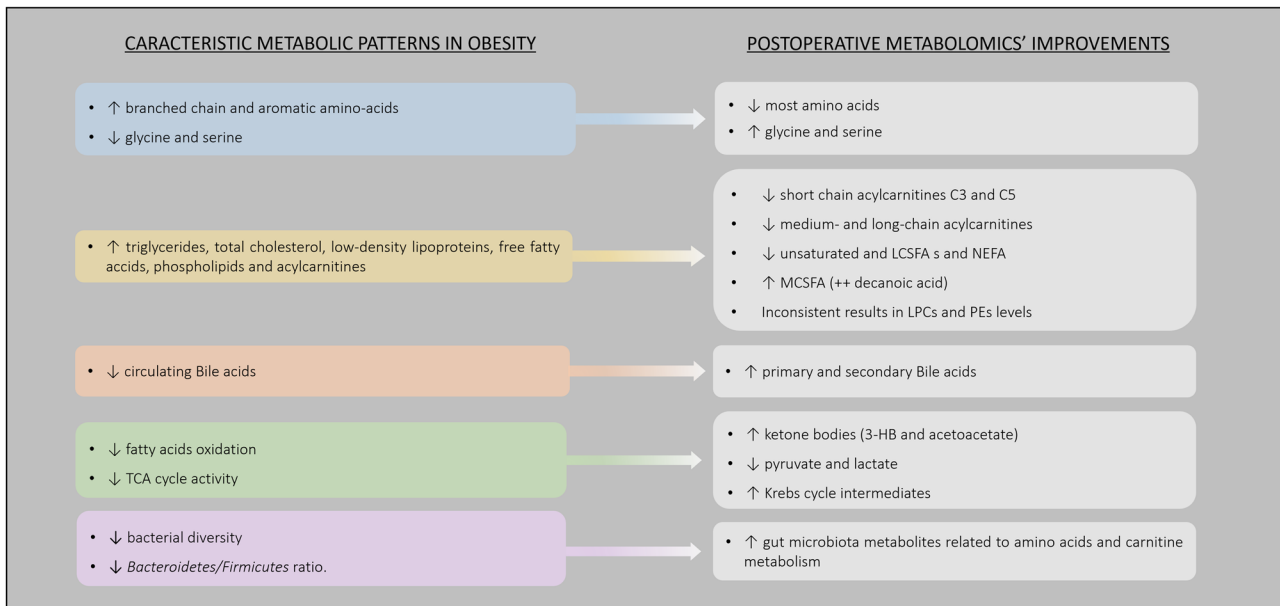 CARACTERISTIC METABOLIC PATTERNS IN OBESITY
POSTOPERATIVE METABOLOMICS' IMPROVEMENTS
• ↑ branched chain and aromatic amino-acids
• ↓ glycine and serine
• ↓ most amino acids
• ↑ glycine and serine
• ↑ triglycerides, total cholesterol, low-density lipoproteins, free fatty
accids, phospholipids and acylcarnitines
• ↓ short chain acylcarnitines C3 and C5
• ↓ medium- and long-chain acylcarnitines
• ↓ unsaturated and LCSFA s and NEFA
• ↑ MCSFA (++ decanoic acid)
• Inconsistent results in LPCs and PEs levels
• ↓ circulating Bile acids
• ↑ primary and secondary Bile acids
• ↓ fatty acids oxidation
• ↓ TCA cycle activity
• ↑ ketone bodies (3-HB and acetoacetate)
• ↓ pyruvate and lactate
• ↑ Krebs cycle intermediates
• ↓ bacterial diversity
• ↓ Bacteroidetes/Firmicutes ratio.
• ↑ gut microbiota metabolites related to amino acids and carnitine
metabolism